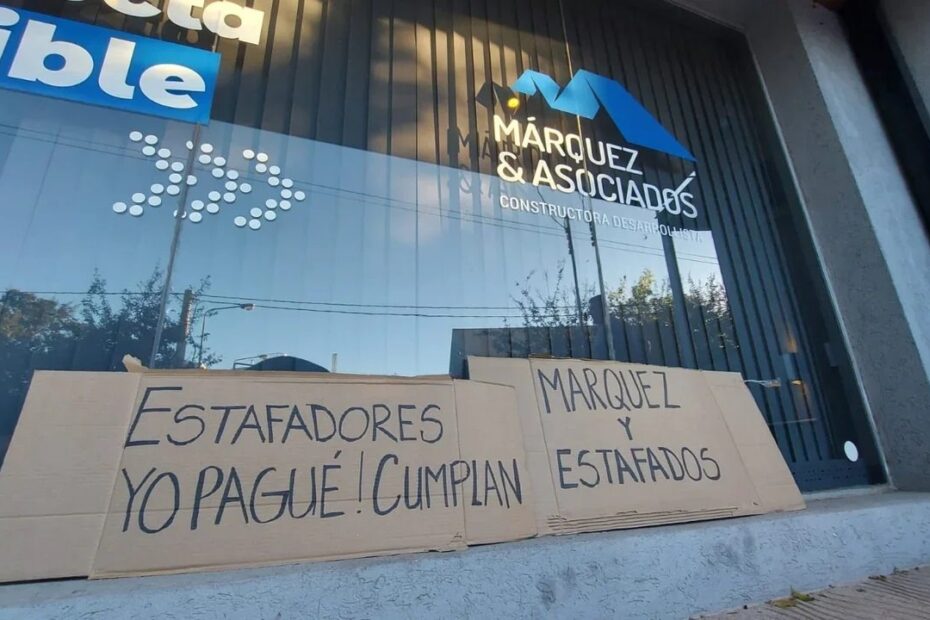 ible
MÁRQUEZ
& ASOCIADOS
CONSTRUCTORA DESARROLLISTA
ESTAFADORES
YO PAGUÉ! CUMPLAN
MARQUEZ
Y
ESTAFADOS